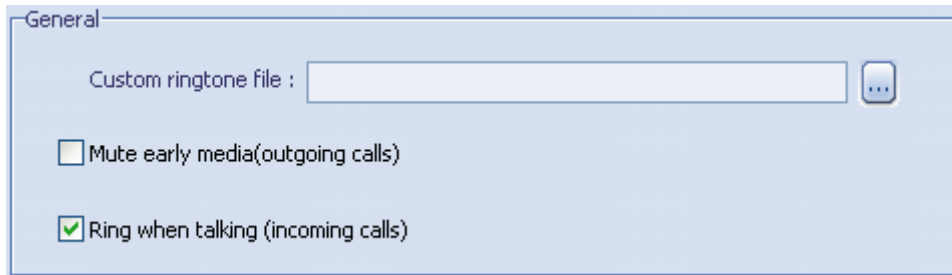 General
Custom ringtone file :
...
Mute early media(outgoing calls)
Ring when talking (incoming calls)